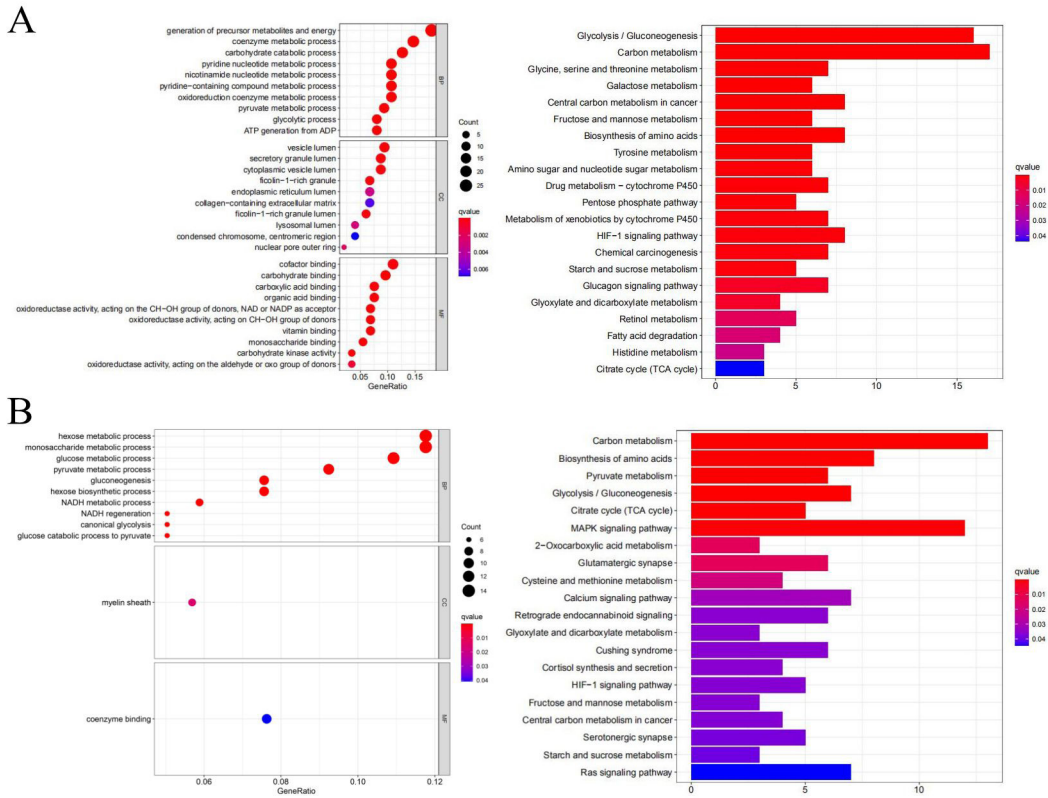 A
generation of precursor metabolites and energy
coenzyme metabolic process
carbohydrate catabolic process
pyridine nucleotide metabolic process
nicotinamide nucleotide metabolic process
pyridine-containing compound metabolic process
oxidoreduction coenzyme metabolic process
pyruvate metabolic process
glycolytic process
ATP generation from ADP
BP
vesicle lumen
secretory granule lumen
cytoplasmic vesicle lumen
ficolin-1-rich granule
endoplasmic reticulum lumen
collagen-containing extracellular matrix
ficolin-1-rich granule lumen
lysosomal lumen
condensed chromosome, centromeric region
nuclear pore outer ring
CC
cofactor binding
carbohydrate binding
carboxylic acid binding
organic acid binding
oxidoreductase activity, acting on the CH-OH group of donors, NAD or NADP as acceptor
oxidoreductase activity, acting on CH-OH group of donors
vitamin binding
monosaccharide binding
carbohydrate kinase activity
oxidoreductase activity, acting on the aldehyde or oxo group of donors
MF
0.05 0.10 0.15
GeneRatio
Count
5
10
15
20
25
qvalue
0.002
0.004
0.006
Glycolysis / Gluconeogenesis
Carbon metabolism
Glycine, serine and threonine metabolism
Galactose metabolism
Central carbon metabolism in cancer
Fructose and mannose metabolism
Biosynthesis of amino acids
Tyrosine metabolism
Amino sugar and nucleotide sugar metabolism
Drug metabolism - cytochrome P450
Pentose phosphate pathway
Metabolism of xenobiotics by cytochrome P450
HIF-1 signaling pathway
Chemical carcinogenesis
Starch and sucrose metabolism
Glucagon signaling pathway
Glyoxylate and dicarboxylate metabolism
Retinol metabolism
Fatty acid degradation
Histidine metabolism
Citrate cycle (TCA cycle)
0 5 10 15
qvalue
0.01
0.02
0.03
0.04
B
hexose metabolic process
monosaccharide metabolic process
glucose metabolic process
pyruvate metabolic process
gluconeogenesis
hexose biosynthetic process
NADH metabolic process
NADH regeneration
canonical glycolysis
glucose catabolic process to pyruvate
BP
myelin sheath
CC
coenzyme binding
MF
0.06 0.08 0.10 0.12
GeneRatio
Count
6
8
10
12
14
qvalue
0.01
0.02
0.03
0.04
Carbon metabolism
Biosynthesis of amino acids
Pyruvate metabolism
Glycolysis / Gluconeogenesis
Citrate cycle (TCA cycle)
MAPK signaling pathway
2-Oxocarboxylic acid metabolism
Glutamatergic synapse
Cysteine and methionine metabolism
Calcium signaling pathway
Retrograde endocannabinoid signaling
Glyoxylate and dicarboxylate metabolism
Cushing syndrome
Cortisol synthesis and secretion
HIF-1 signaling pathway
Fructose and mannose metabolism
Central carbon metabolism in cancer
Serotonergic synapse
Starch and sucrose metabolism
Ras signaling pathway
0 5 10
qvalue
0.01
0.02
0.03
0.04